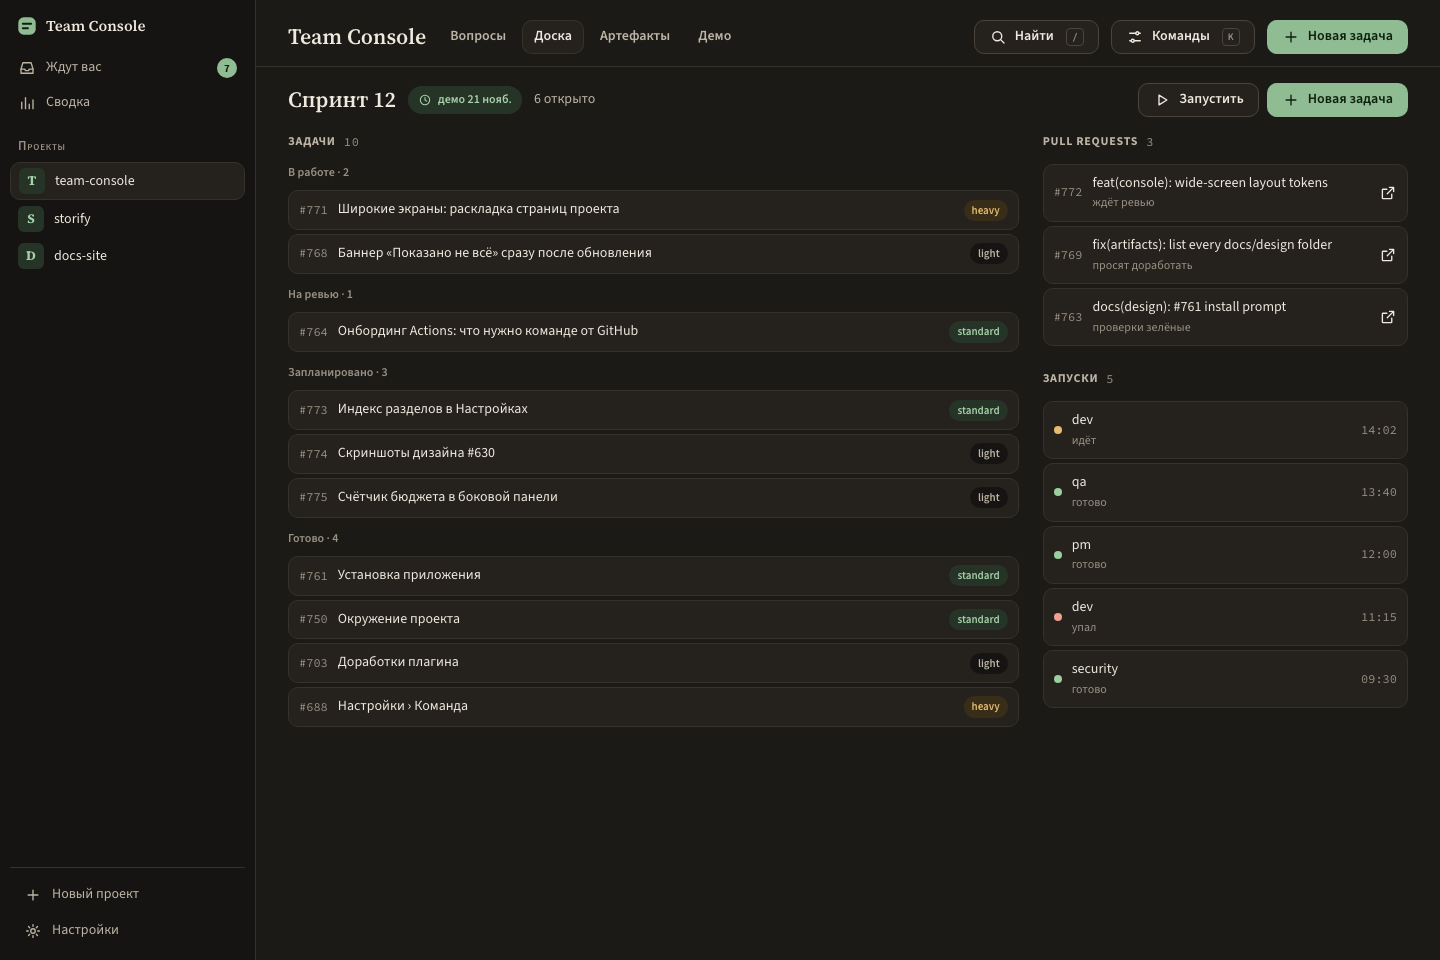 Team Console
Ждут вас 7
Сводка
Проекты
T team-console
S storify
D docs-site
Новый проект
Настройки
Team Console Вопросы Доска Артефакты Демо Найти / Команды K Новая задача
Спринт 12 демо 21 нояб. 6 открыто Запустить Новая задача
ЗАДАЧИ 10
В работе · 2
#771 Широкие экраны: раскладка страниц проекта heavy
#768 Баннер «Показано не всё» сразу после обновления light
На ревью · 1
#764 Онбординг Actions: что нужно команде от GitHub standard
Запланировано · 3
#773 Индекс разделов в Настройках standard
#774 Скриншоты дизайна #630 light
#775 Счётчик бюджета в боковой панели light
Готово · 4
#761 Установка приложения standard
#750 Окружение проекта standard
#703 Доработки плагина light
#688 Настройки › Команда heavy
PULL REQUESTS 3
#772 feat(console): wide-screen layout tokens
ждёт ревью
#769 fix(artifacts): list every docs/design folder
просят доработать
#763 docs(design): #761 install prompt
проверки зелёные
ЗАПУСКИ 5
dev 14:02
идёт
qa 13:40
готово
pm 12:00
готово
dev 11:15
упал
security 09:30
готово